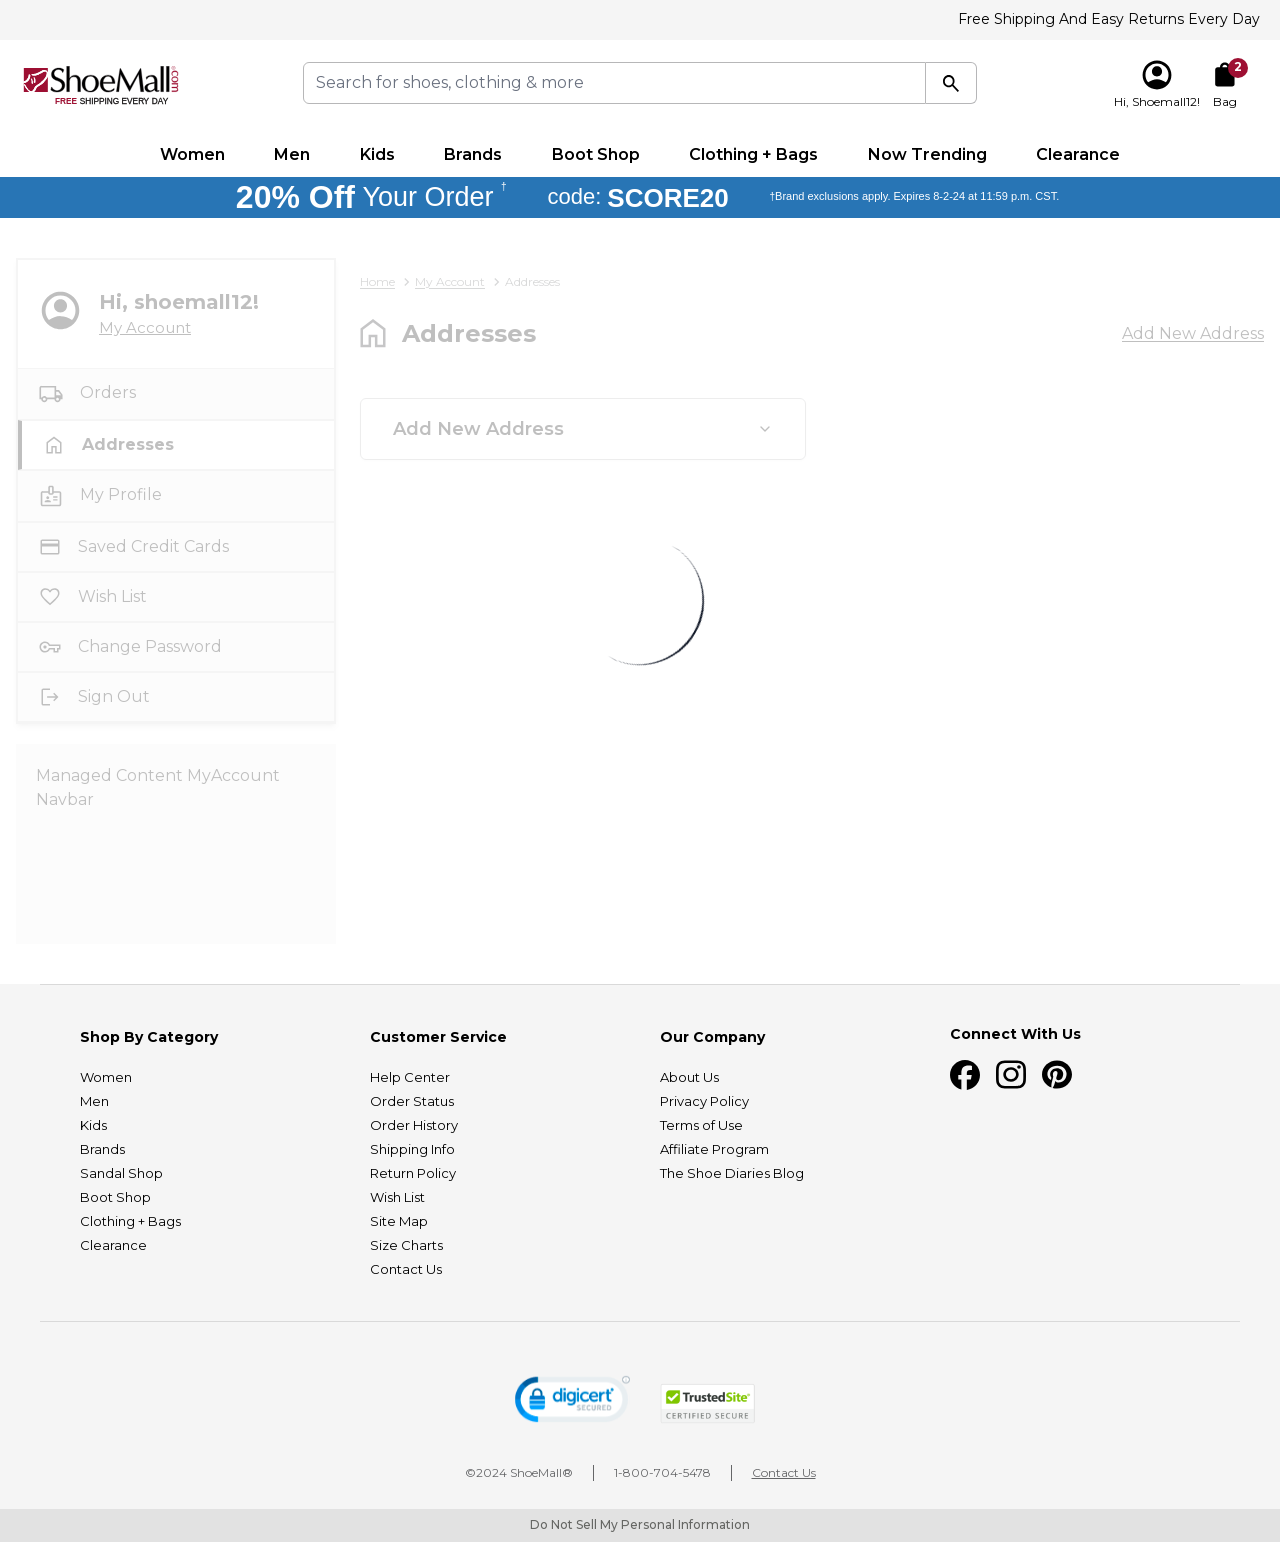 Free Shipping And Easy Returns Every Day
ShoeMall.com®
FREE SHIPPING EVERY DAY
Search for shoes, clothing & more
2
Hi, Shoemall12! Bag
Women Men Kids Brands Boot Shop Clothing + Bags Now Trending Clearance
20% Off Your Order † code: SCORE20 †Brand exclusions apply. Expires 8-2-24 at 11:59 p.m. CST.
Hi, shoemall12!
My Account
Orders
Addresses
My Profile
Saved Credit Cards
Wish List
Change Password
Sign Out
Managed Content MyAccount
Navbar
Home > My Account > Addresses
Addresses
Add New Address
Add New Address
Shop By Category
Women
Men
Kids
Brands
Sandal Shop
Boot Shop
Clothing + Bags
Clearance
Customer Service
Help Center
Order Status
Order History
Shipping Info
Return Policy
Wish List
Site Map
Size Charts
Contact Us
Our Company
About Us
Privacy Policy
Terms of Use
Affiliate Program
The Shoe Diaries Blog
Connect With Us
digicert®
SECURED
TrustedSite®
CERTIFIED SECURE
©2024 ShoeMall® | 1-800-704-5478 | Contact Us
Do Not Sell My Personal Information